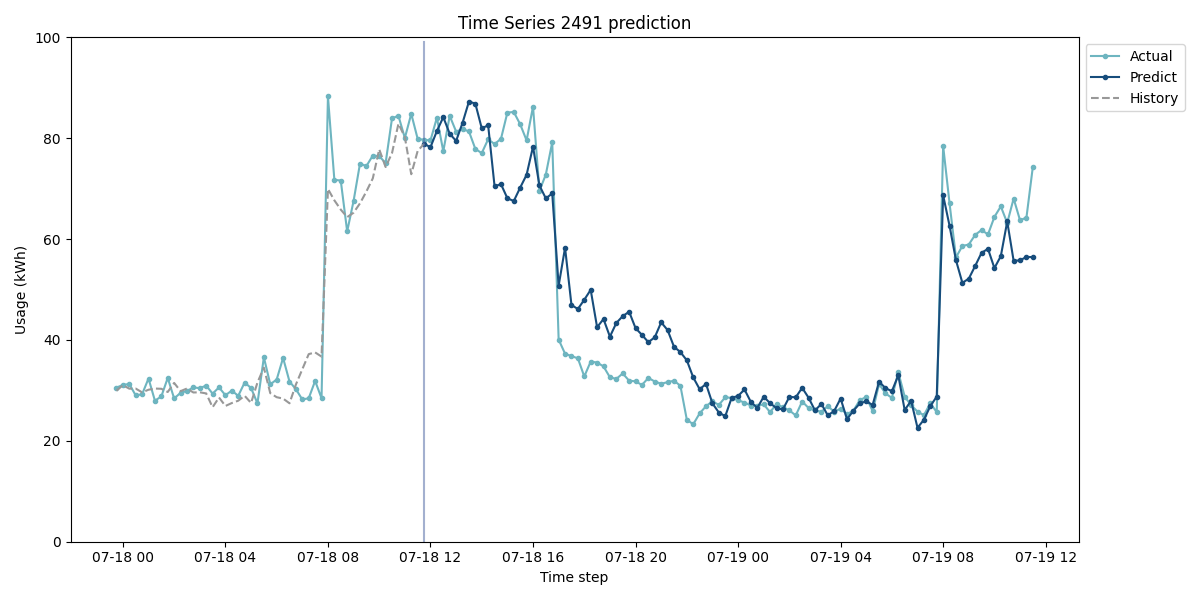 Time Series 2491 prediction
100
80
60
40
20
0
Usage (kWh)
07-18 00
07-18 04
07-18 08
07-18 12
07-18 16
07-18 20
07-19 00
07-19 04
07-19 08
07-19 12
Time step
Actual
Predict
History